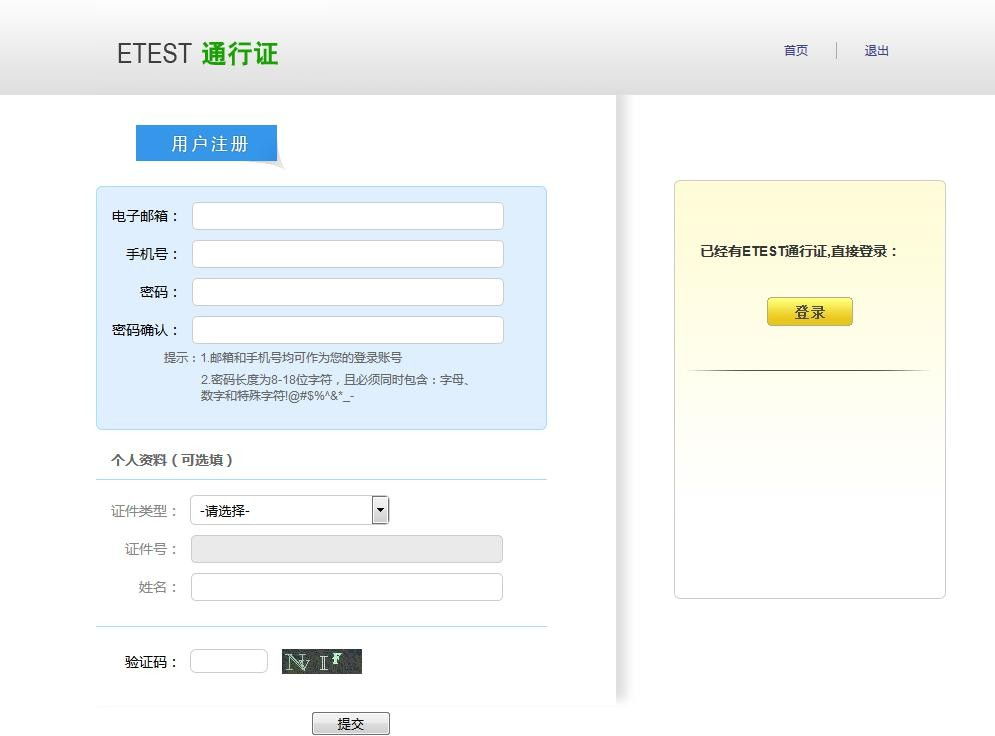 ETEST 通行证
首页
退出
用户注册
电子邮箱：
手机号：
密码：
密码确认：
提示：1.邮箱和手机号均可作为您的登录账号
2.密码长度为8-18位字符，且必须同时包含：字母、
数字和特殊字符!@#$%^&*_-
个人资料（可选填）
证件类型：
-请选择-
证件号：
姓名：
验证码：
提交
已经有ETEST通行证,直接登录：
登录